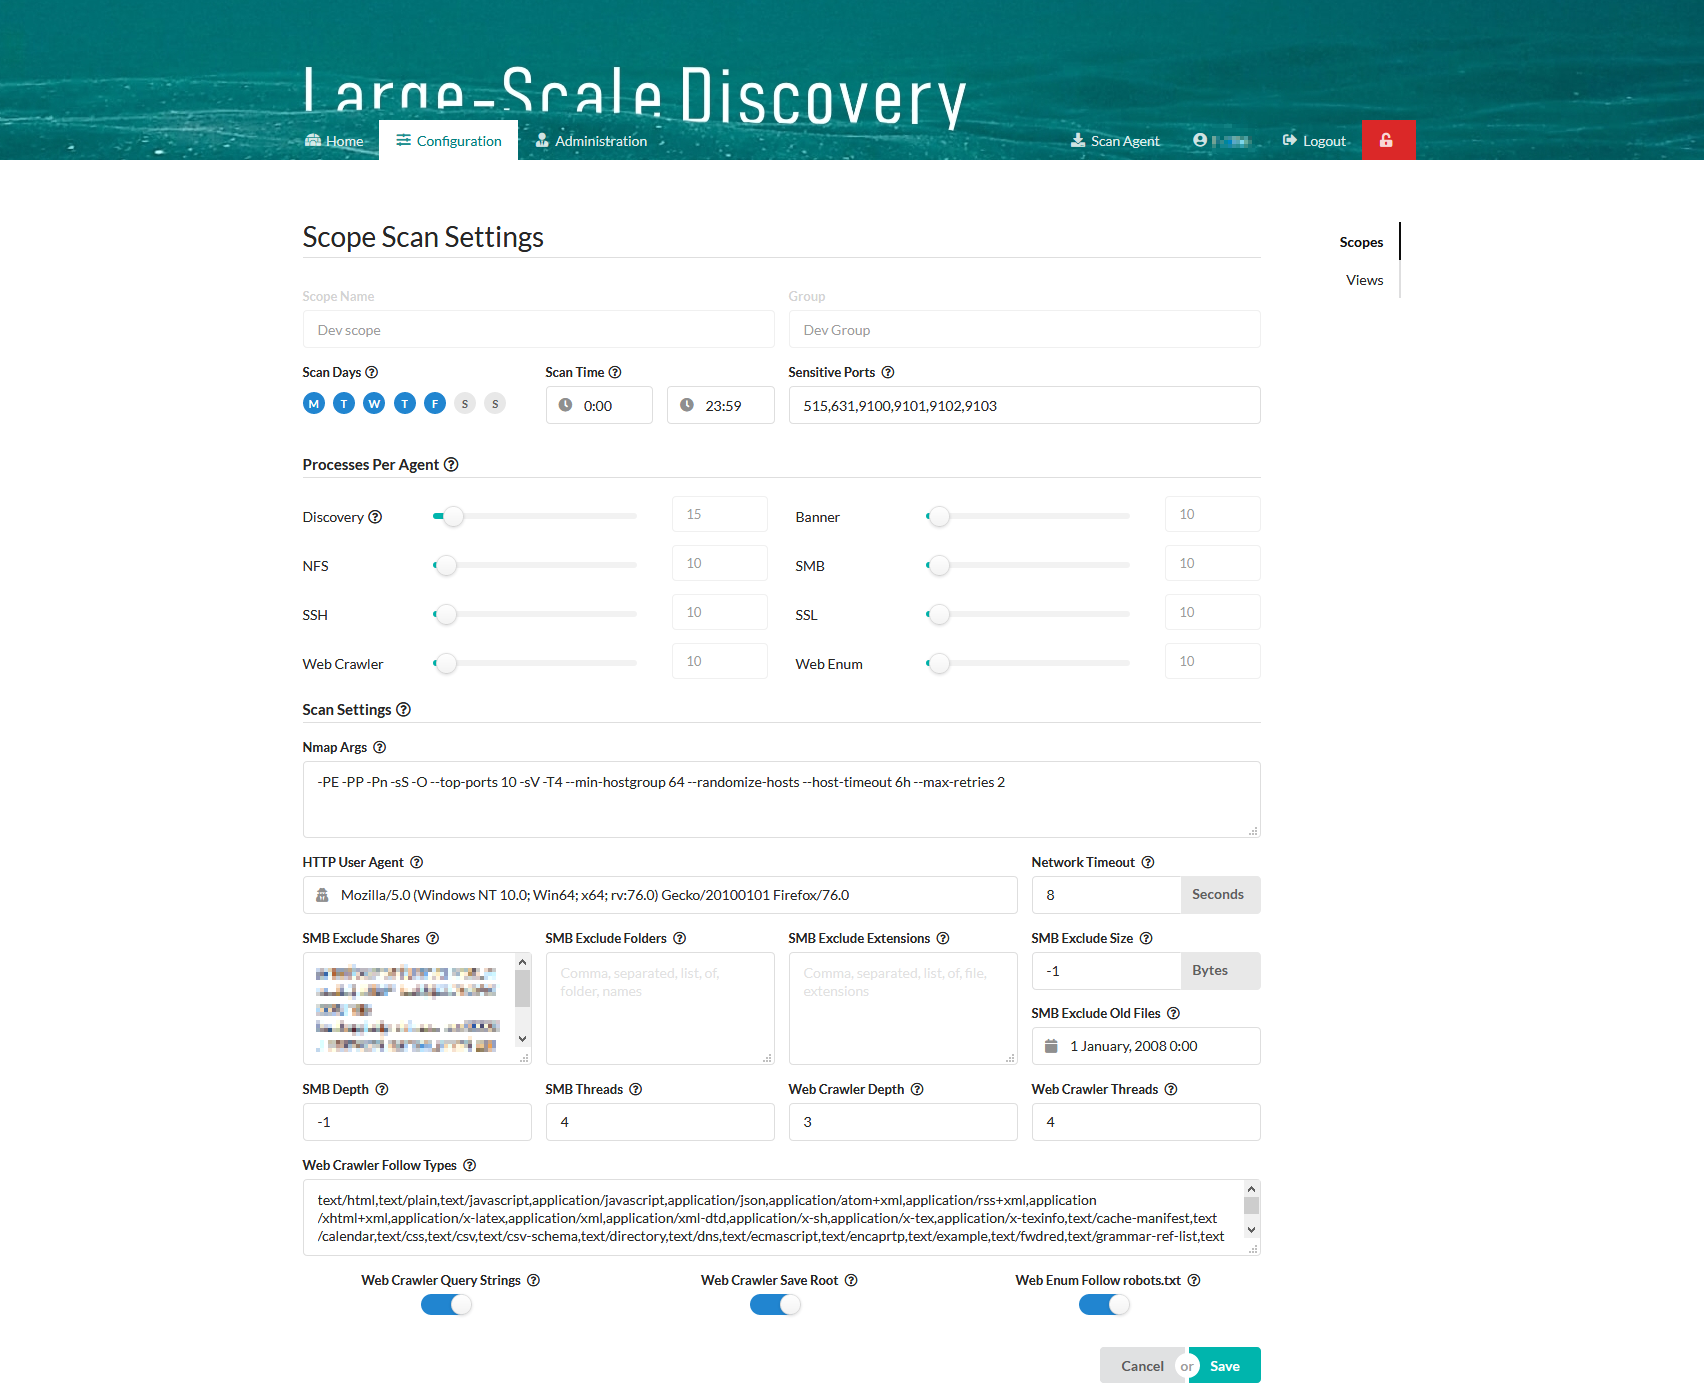 Large-Scale Discovery
Home
Configuration
Administration
Scan Agent
Logout
Scope Scan Settings
Scopes
Views
Scope Name
Group
Dev scope
Dev Group
Scan Days
Scan Time
Sensitive Ports
M T W T F S S
0:00
23:59
515,631,9100,9101,9102,9103
Processes Per Agent
Discovery
15
Banner
10
NFS
10
SMB
10
SSH
10
SSL
10
Web Crawler
10
Web Enum
10
Scan Settings
Nmap Args
-PE -PP -Pn -sS -O --top-ports 10 -sV -T4 --min-hostgroup 64 --randomize-hosts --host-timeout 6h --max-retries 2
HTTP User Agent
Network Timeout
Mozilla/5.0 (Windows NT 10.0; Win64; x64; rv:76.0) Gecko/20100101 Firefox/76.0
8
Seconds
SMB Exclude Shares
SMB Exclude Folders
SMB Exclude Extensions
SMB Exclude Size
Comma, separated, list, of,
folder, names
Comma, separated, list, of, file,
extensions
-1
Bytes
SMB Exclude Old Files
1 January, 2008 0:00
SMB Depth
SMB Threads
Web Crawler Depth
Web Crawler Threads
-1
4
3
4
Web Crawler Follow Types
text/html,text/plain,text/javascript,application/javascript,application/json,application/atom+xml,application/rss+xml,application
/xhtml+xml,application/x-latex,application/xml,application/xml-dtd,application/x-sh,application/x-tex,application/x-texinfo,text/cache-manifest,text
/calendar,text/css,text/csv,text/csv-schema,text/directory,text/dns,text/ecmascript,text/encaprtp,text/example,text/fwdred,text/grammar-ref-list,text
Web Crawler Query Strings
Web Crawler Save Root
Web Enum Follow robots.txt
Cancel
or
Save